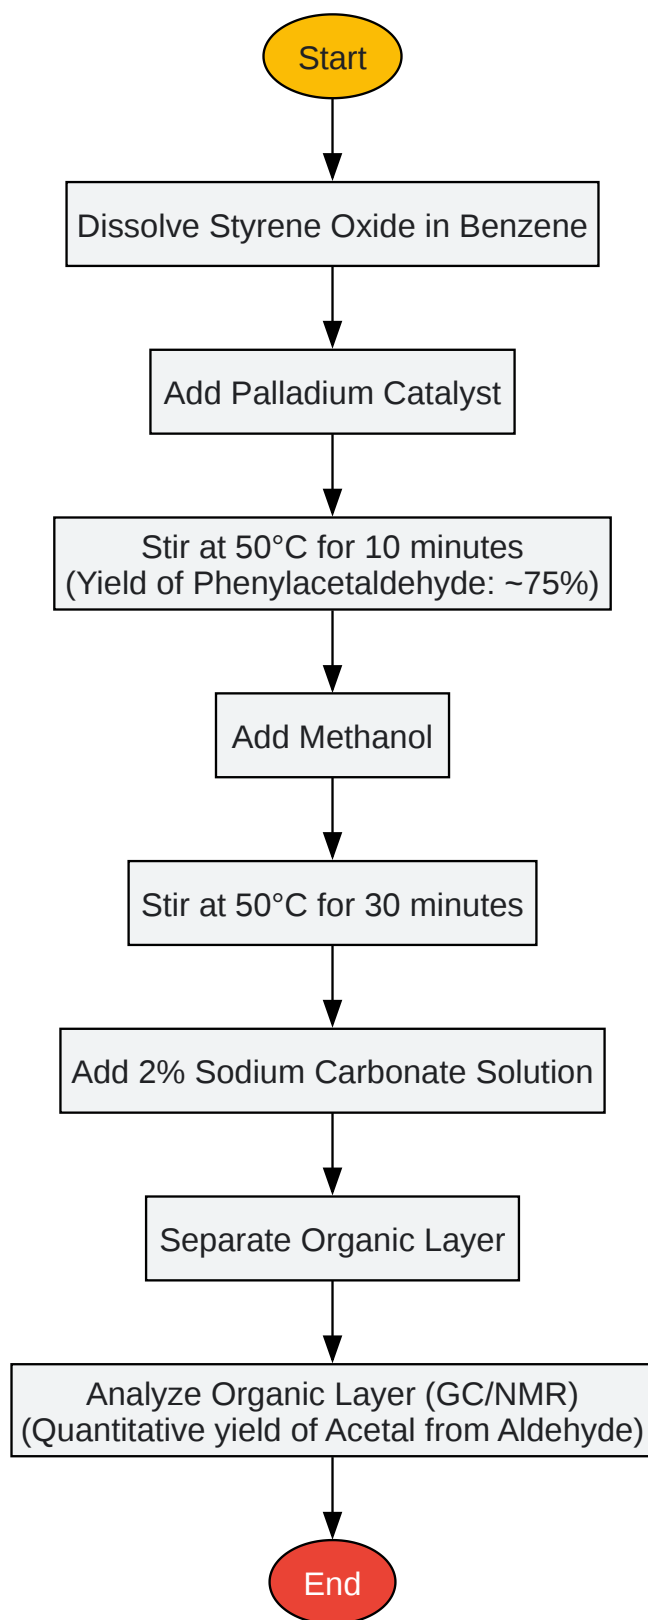 Start
Dissolve Styrene Oxide in Benzene
Add Palladium Catalyst
Stir at 50°C for 10 minutes
(Yield of Phenylacetaldehyde: ~75%)
Add Methanol
Stir at 50°C for 30 minutes
Add 2% Sodium Carbonate Solution
Separate Organic Layer
Analyze Organic Layer (GC/NMR)
(Quantitative yield of Acetal from Aldehyde)
End